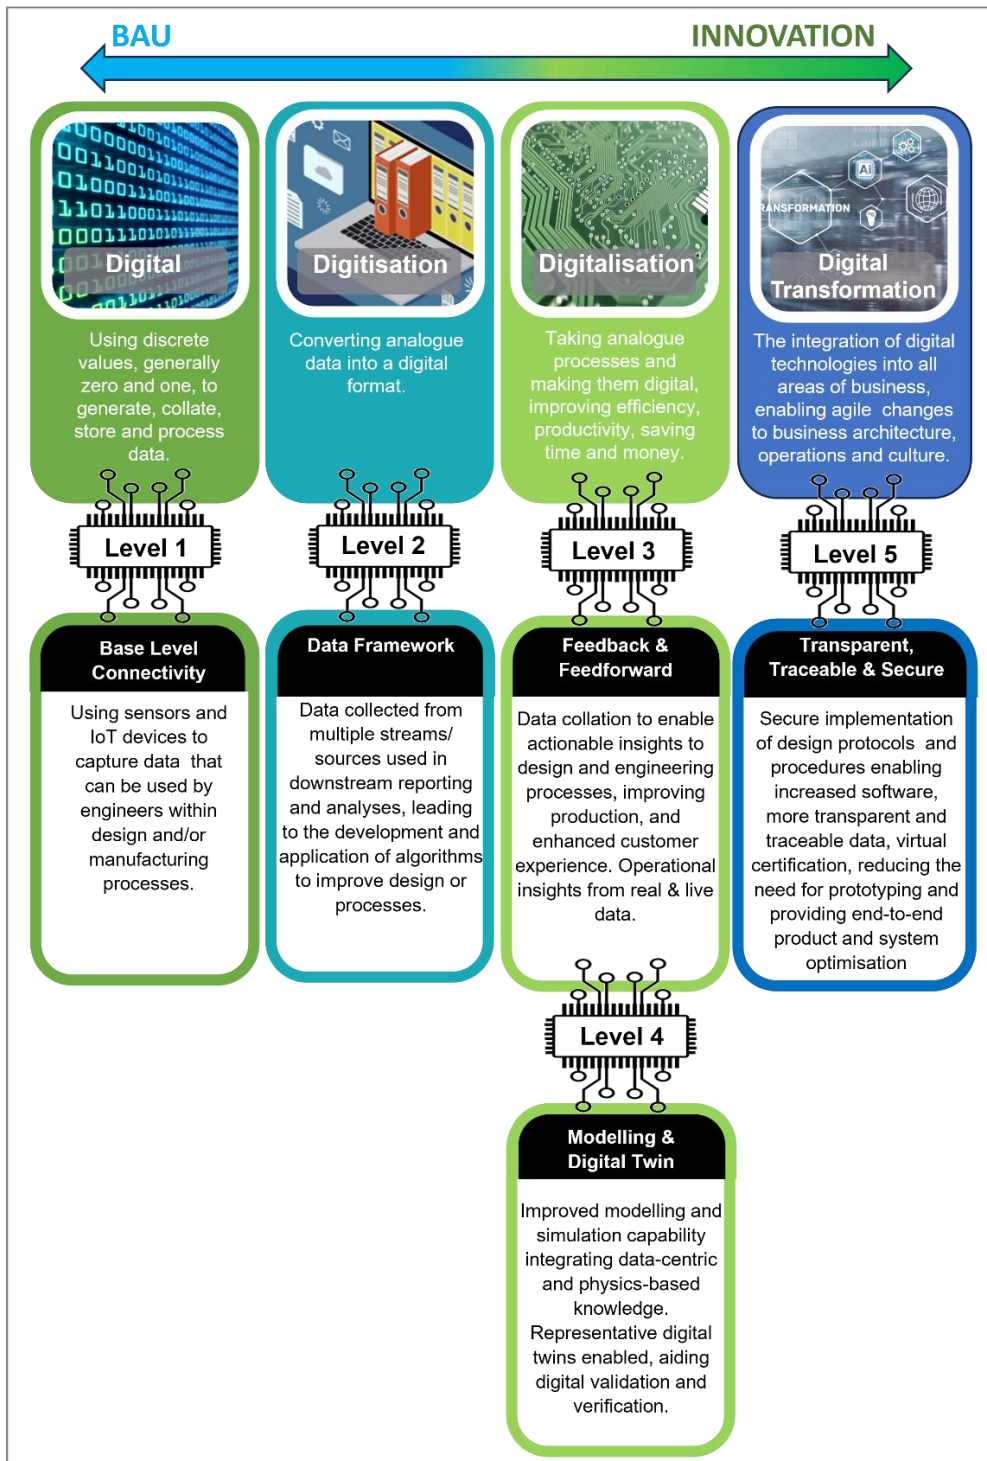 BAU
INNOVATION
TRANSFORMATION
Ai
Digital
Using discrete
values, generally
zero and one, to
generate, collate,
store and process
data.
Digitisation
Converting analogue
data into a digital
format.
Digitalisation
Taking analogue
processes and
making them digital,
improving efficiency,
productivity, saving
time and money.
Digital
Transformation
The integration of digital
technologies into all
areas of business,
enabling agile changes
to business architecture,
operations and culture.
Level 1
Level 2
Level 3
Level 5
Base Level
Connectivity
Using sensors and
IoT devices to
capture data that
can be used by
engineers within
design and/or
manufacturing
processes.
Data Framework
Data collected from
multiple streams/
sources used in
downstream reporting
and analyses, leading
to the development and
application of algorithms
to improve design or
processes.
Feedback &
Feedforward
Data collation to enable
actionable insights to
design and engineering
processes, improving
production, and
enhanced customer
experience. Operational
insights from real & live
data.
Transparent,
Traceable & Secure
Secure implementation
of design protocols and
procedures enabling
increased software,
more transparent and
traceable data, virtual
certification, reducing the
need for prototyping and
providing end-to-end
product and system
optimisation
Level 4
Modelling &
Digital Twin
Improved modelling and
simulation capability
integrating data-centric
and physics-based
knowledge.
Representative digital
twins enabled, aiding
digital validation and
verification.